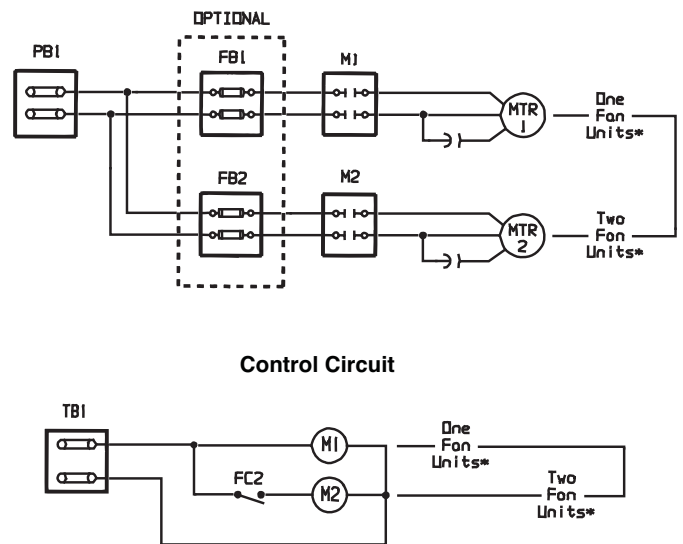 OPTIONAL
PB1
FB1
M1
MTR
1
One
Fan
Units*
FB2
M2
MTR
2
Two
Fan
Units*
Control Circuit
TB1
M1
One
Fan
Units*
FC2
M2
Two
Fan
Units*